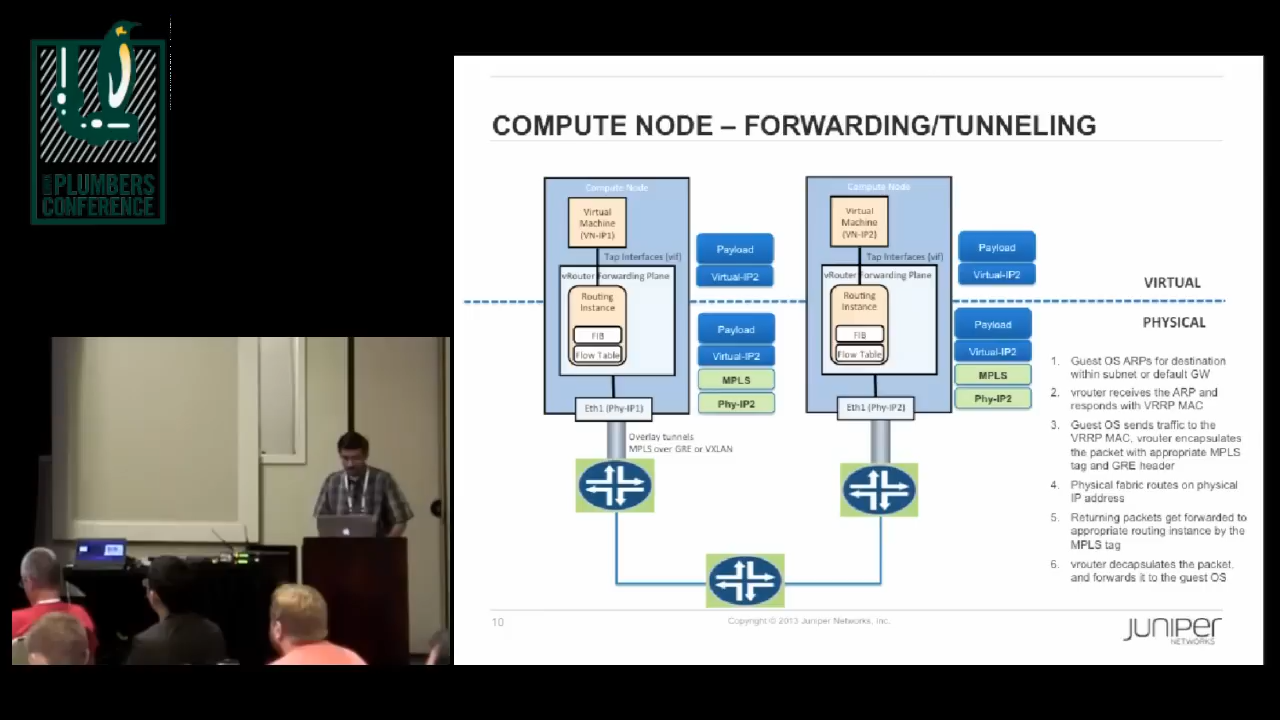 LINUX
PLUMBERS
CONFERENCE
COMPUTE NODE – FORWARDING/TUNNELING
Compute Node
Virtual
Machine
(VN-IP1)
Tap Interfaces (vif)
vRouter Forwarding Plane
Routing
Instance
FIB
Flow Table
Eth1 (Phy-IP1)
Payload
Virtual-IP2
Payload
Virtual-IP2
MPLS
Phy-IP2
Overlay tunnels
MPLS over GRE or VXLAN
Compute Node
Virtual
Machine
(VN-IP2)
Tap Interfaces (vif)
vRouter Forwarding Plane
Routing
Instance
FIB
Flow Table
Eth1 (Phy-IP2)
Payload
Virtual-IP2
Payload
Virtual-IP2
MPLS
Phy-IP2
VIRTUAL
PHYSICAL
1. Guest OS ARPs for destination
within subnet or default GW
2. vrouter receives the ARP and
responds with VRRP MAC
3. Guest OS sends traffic to the
VRRP MAC, vrouter encapsulates
the packet with appropriate MPLS
tag and GRE header
4. Physical fabric routes on physical
IP address
5. Returning packets get forwarded to
appropriate routing instance by the
MPLS tag
6. vrouter decapsulates the packet,
and forwards it to the guest OS
10
Copyright © 2013 Juniper Networks, Inc.
JUNIPER
NETWORKS